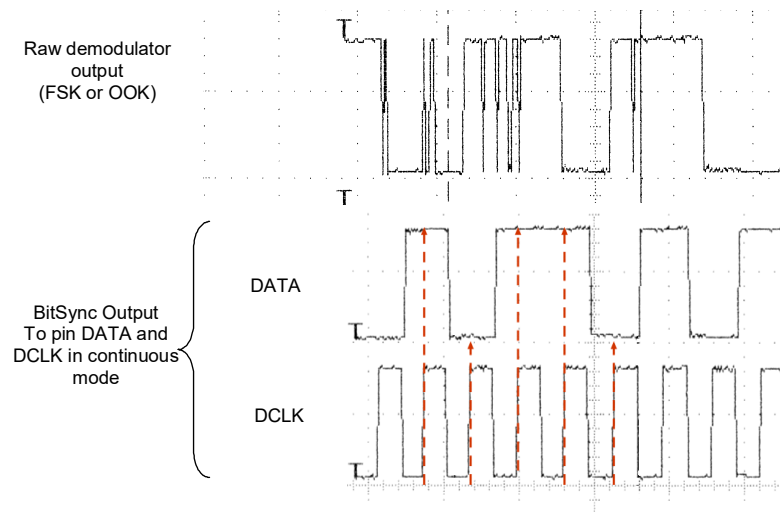 Raw demodulator
output
(FSK or OOK)
DATA
BitSync Output
To pin DATA and
DCLK in continuous
mode
DCLK